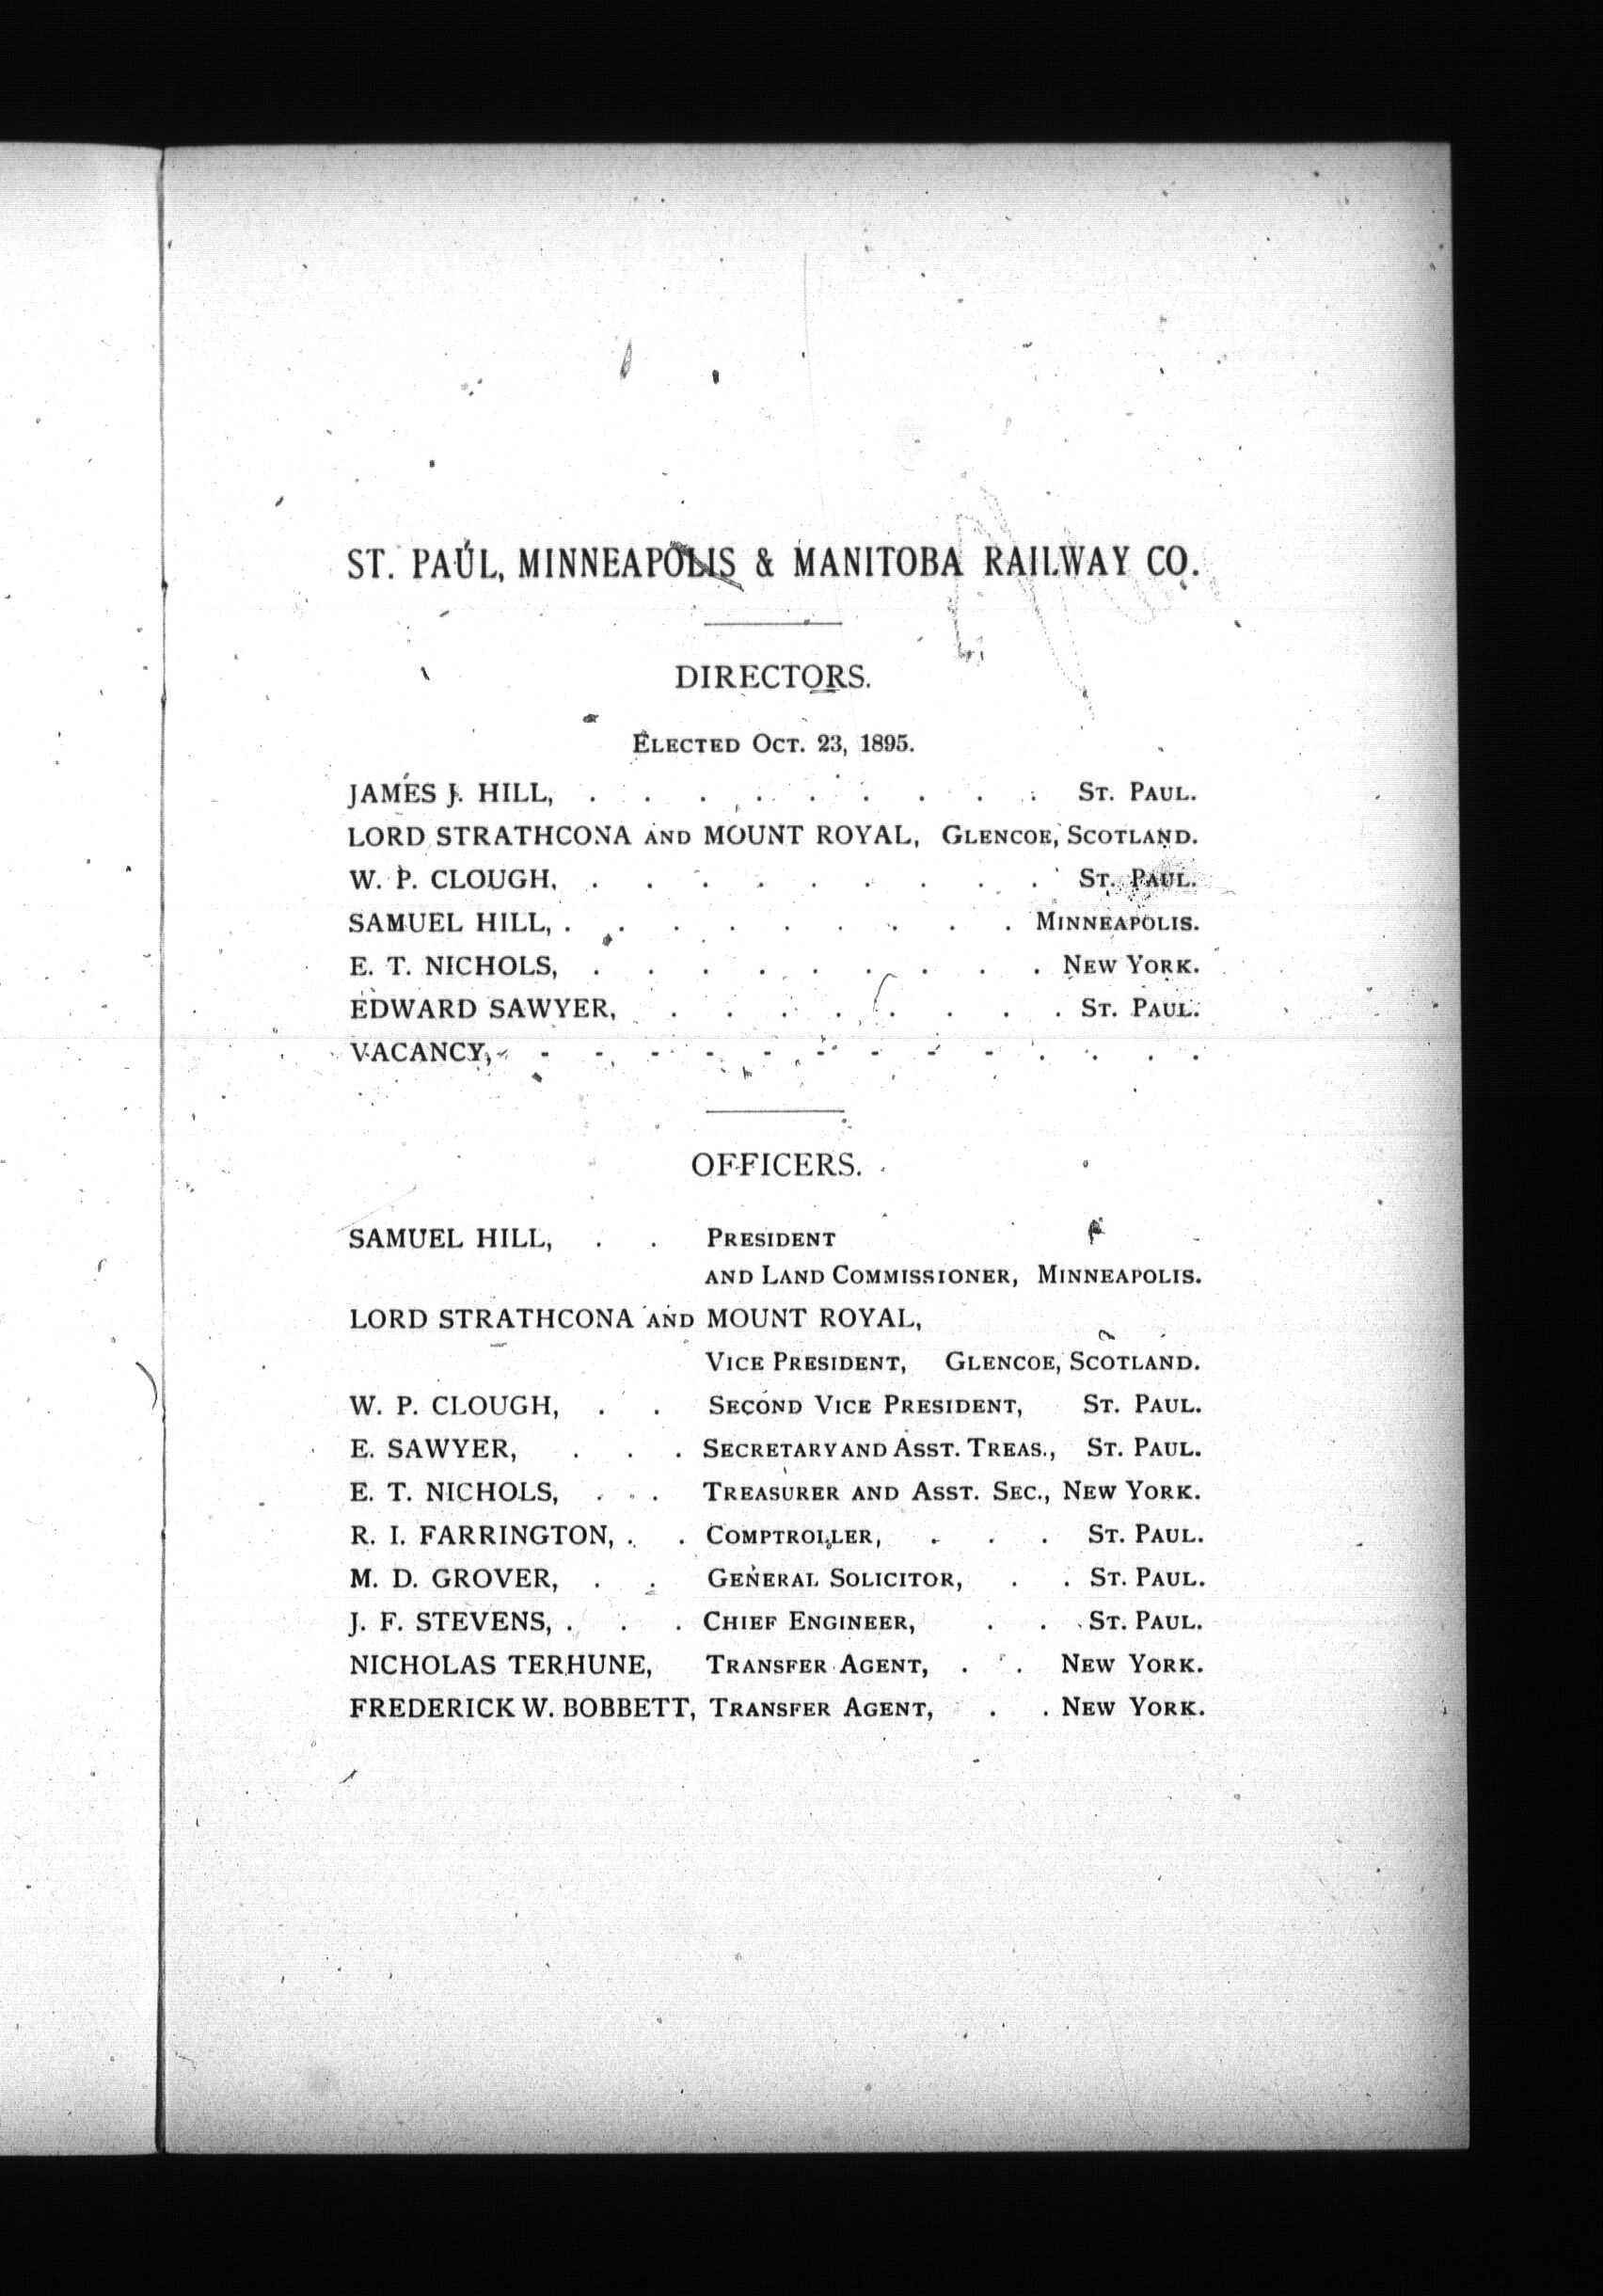 ST. PAUL, MINNEAPOLIS & MANITOBA RAILWAY CO.
DIRECTORS.
ELECTED OCT. 23, 1895.
JAMES J. HILL, . . . . . . . . . ST. PAUL.
LORD STRATHCONA AND MOUNT ROYAL, GLENCOE, SCOTLAND.
W. P. CLOUGH, . . . . . . . . . ST. PAUL.
SAMUEL HILL, . . . . . . . . . MINNEAPOLIS.
E. T. NICHOLS, . . . . . . . . . NEW YORK.
EDWARD SAWYER, . . . . . . . . ST. PAUL.
VACANCY, - - - - - - - - - - . . . .
OFFICERS.
SAMUEL HILL, . . PRESIDENT
AND LAND COMMISSIONER, MINNEAPOLIS.
LORD STRATHCONA AND MOUNT ROYAL,
VICE PRESIDENT, GLENCOE, SCOTLAND.
W. P. CLOUGH, . . SECOND VICE PRESIDENT, ST. PAUL.
E. SAWYER, . . . SECRETARY AND ASST. TREAS., ST. PAUL.
E. T. NICHOLS, . . . TREASURER AND ASST. SEC., NEW YORK.
R. I. FARRINGTON, . . COMPTROLLER, . . . ST. PAUL.
M. D. GROVER, . . GENERAL SOLICITOR, . . ST. PAUL.
J. F. STEVENS, . . . CHIEF ENGINEER, . . ST. PAUL.
NICHOLAS TERHUNE, TRANSFER AGENT, . . NEW YORK.
FREDERICK W. BOBBETT, TRANSFER AGENT, . . NEW YORK.